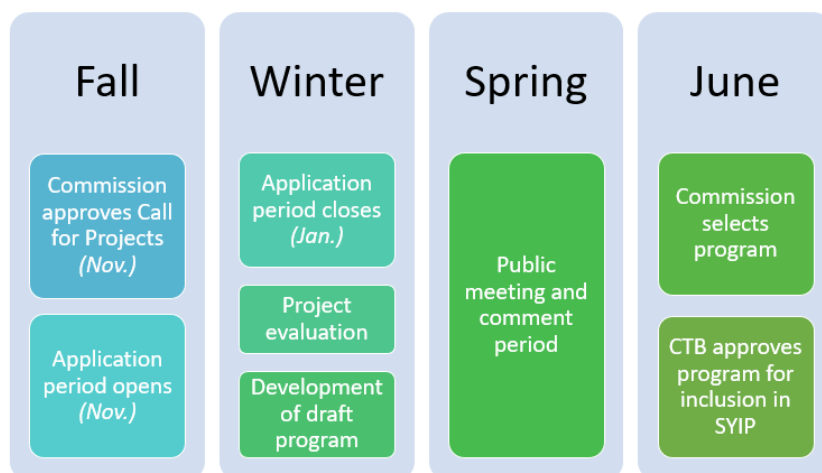 Fall
Commission
approves Call
for Projects
(Nov.)
Application
period opens
(Nov.)
Winter
Application
period closes
(Jan.)
Project
evaluation
Development
of draft
program
Spring
Public
meeting and
comment
period
June
Commission
selects
program
CTB approves
program for
inclusion in
SYIP